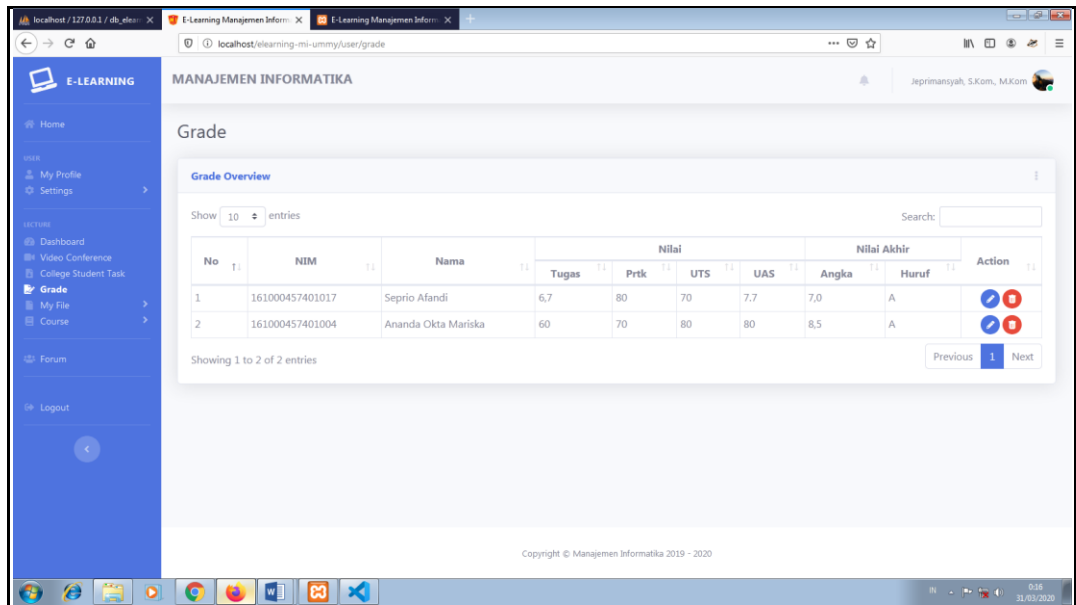 localhost / 127.0.0.1 / db_elear
E-Learning Manajemen Inform
E-Learning Manajemen Inform
localhost/elearning-mi-ummy/user/grade
E-LEARNING
MANAJEMEN INFORMATIKA
Jeprimansyah, S.Kom., M.Kom
Home
USER
My Profile
Settings
LECTURE
Dashboard
Video Conference
College Student Task
Grade
My File
Course
Forum
Logout
Grade
Grade Overview
Show 10 entries Search:
No NIM Nama Nilai Nilai Akhir Action
Tugas Prtk UTS UAS Angka Huruf
1 161000457401017 Seprio Afandi 6,7 80 70 7.7 7,0 A
2 161000457401004 Ananda Okta Mariska 60 70 80 80 8,5 A
Showing 1 to 2 of 2 entries Previous 1 Next
Copyright © Manajemen Informatika 2019 - 2020
IN 0:16
31/03/2020